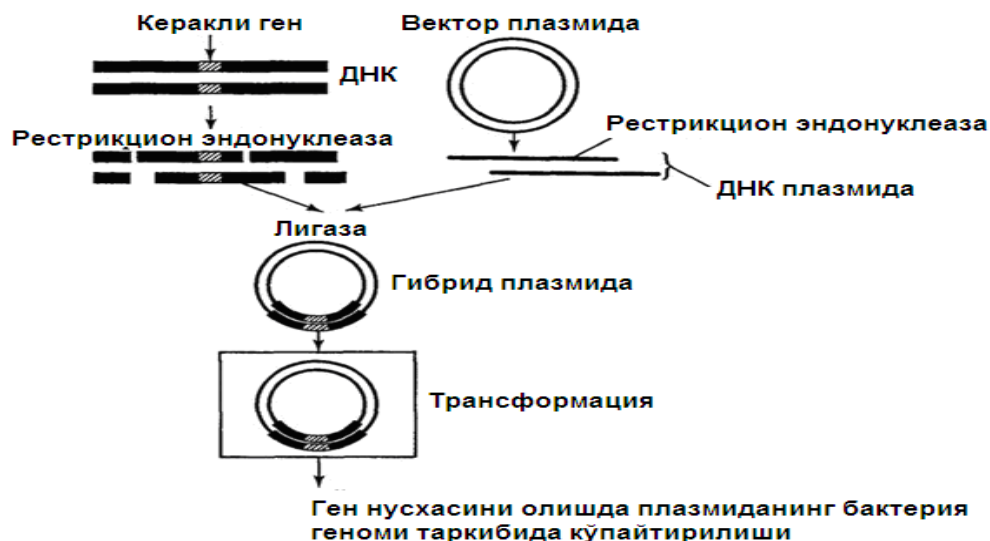 Керакли ген
Вектор плазмида
ДНК
Рестрикцион эндонуклеаза
Рестрикцион эндонуклеаза
ДНК плазмида
Лигаза
Гибрид плазмида
Трансформация
Ген нусхасини олишда плазмиданинг бактерия
геноми таркибида кўпайтирилиши